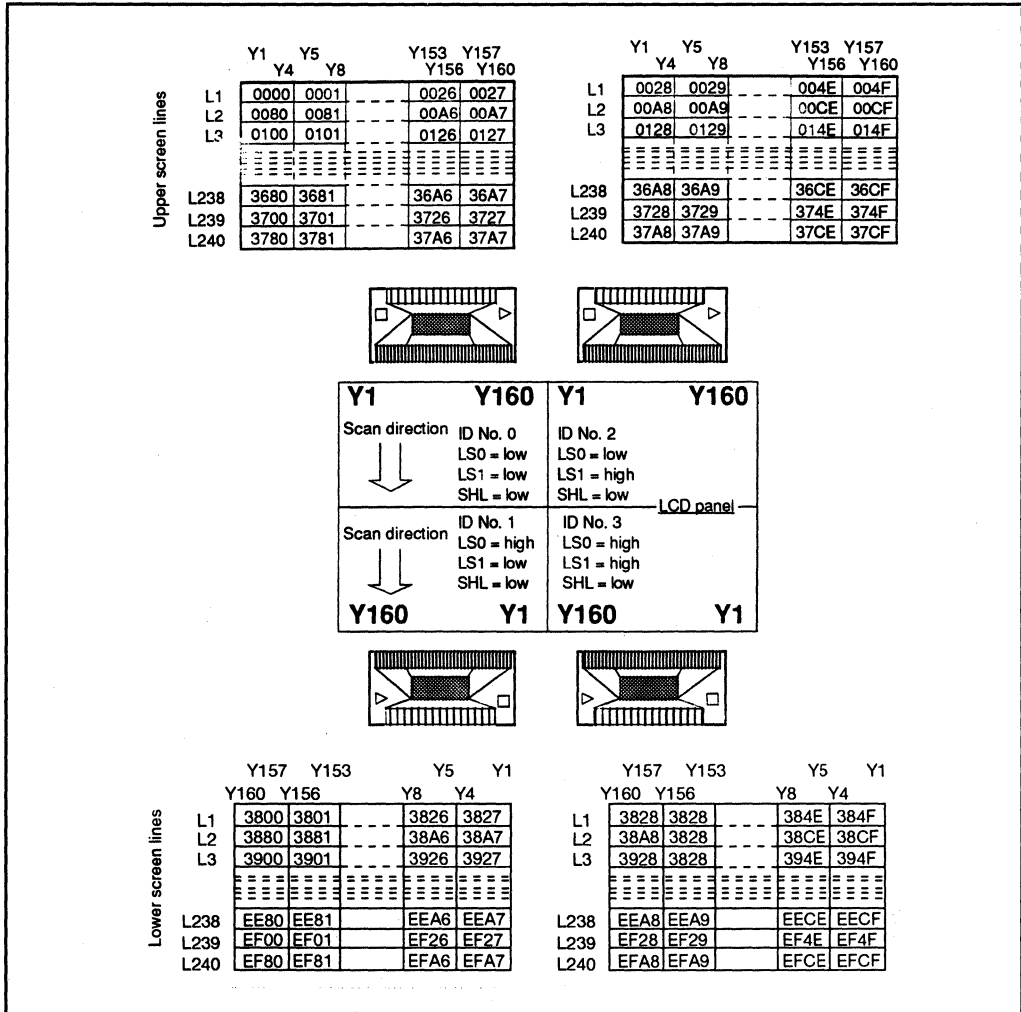 Y1 Y5 Y153 Y157
Y4 Y8 Y156 Y160
Upper screen lines
L1 0000 0001 0026 0027
L2 0080 0081 00A6 00A7
L3 0100 0101 0126 0127
L238 3680 3681 36A6 36A7
L239 3700 3701 3726 3727
L240 3780 3781 37A6 37A7
Y1 Y5 Y153 Y157
Y4 Y8 Y156 Y160
L1 0028 0029 004E 004F
L2 00A8 00A9 00CE 00CF
L3 0128 0129 014E 014F
L238 36A8 36A9 36CE 36CF
L239 3728 3729 374E 374F
L240 37A8 37A9 37CE 37CF
Y1 Y160
Scan direction
ID No. 0
LS0 = low
LS1 = low
SHL = low
Y1 Y160
ID No. 2
LS0 = low
LS1 = high
SHL = low
LCD panel
Scan direction
ID No. 1
LS0 = high
LS1 = low
SHL = low
Y160 Y1
ID No. 3
LS0 = high
LS1 = high
SHL = low
Y160 Y1
Y157 Y153 Y5 Y1
Y160 Y156 Y8 Y4
Lower screen lines
L1 3800 3801 3826 3827
L2 3880 3881 38A6 38A7
L3 3900 3901 3926 3927
L238 EE80 EE81 EEA6 EEA7
L239 EF00 EF01 EF26 EF27
L240 EF80 EF81 EFA6 EFA7
Y157 Y153 Y5 Y1
Y160 Y156 Y8 Y4
L1 3828 3828 384E 384F
L2 38A8 3828 38CE 38CF
L3 3928 3828 394E 394F
L238 EEA8 EEA9 EECE EECF
L239 EF28 EF29 EF4E EF4F
L240 EFA8 EFA9 EFCE EFCF